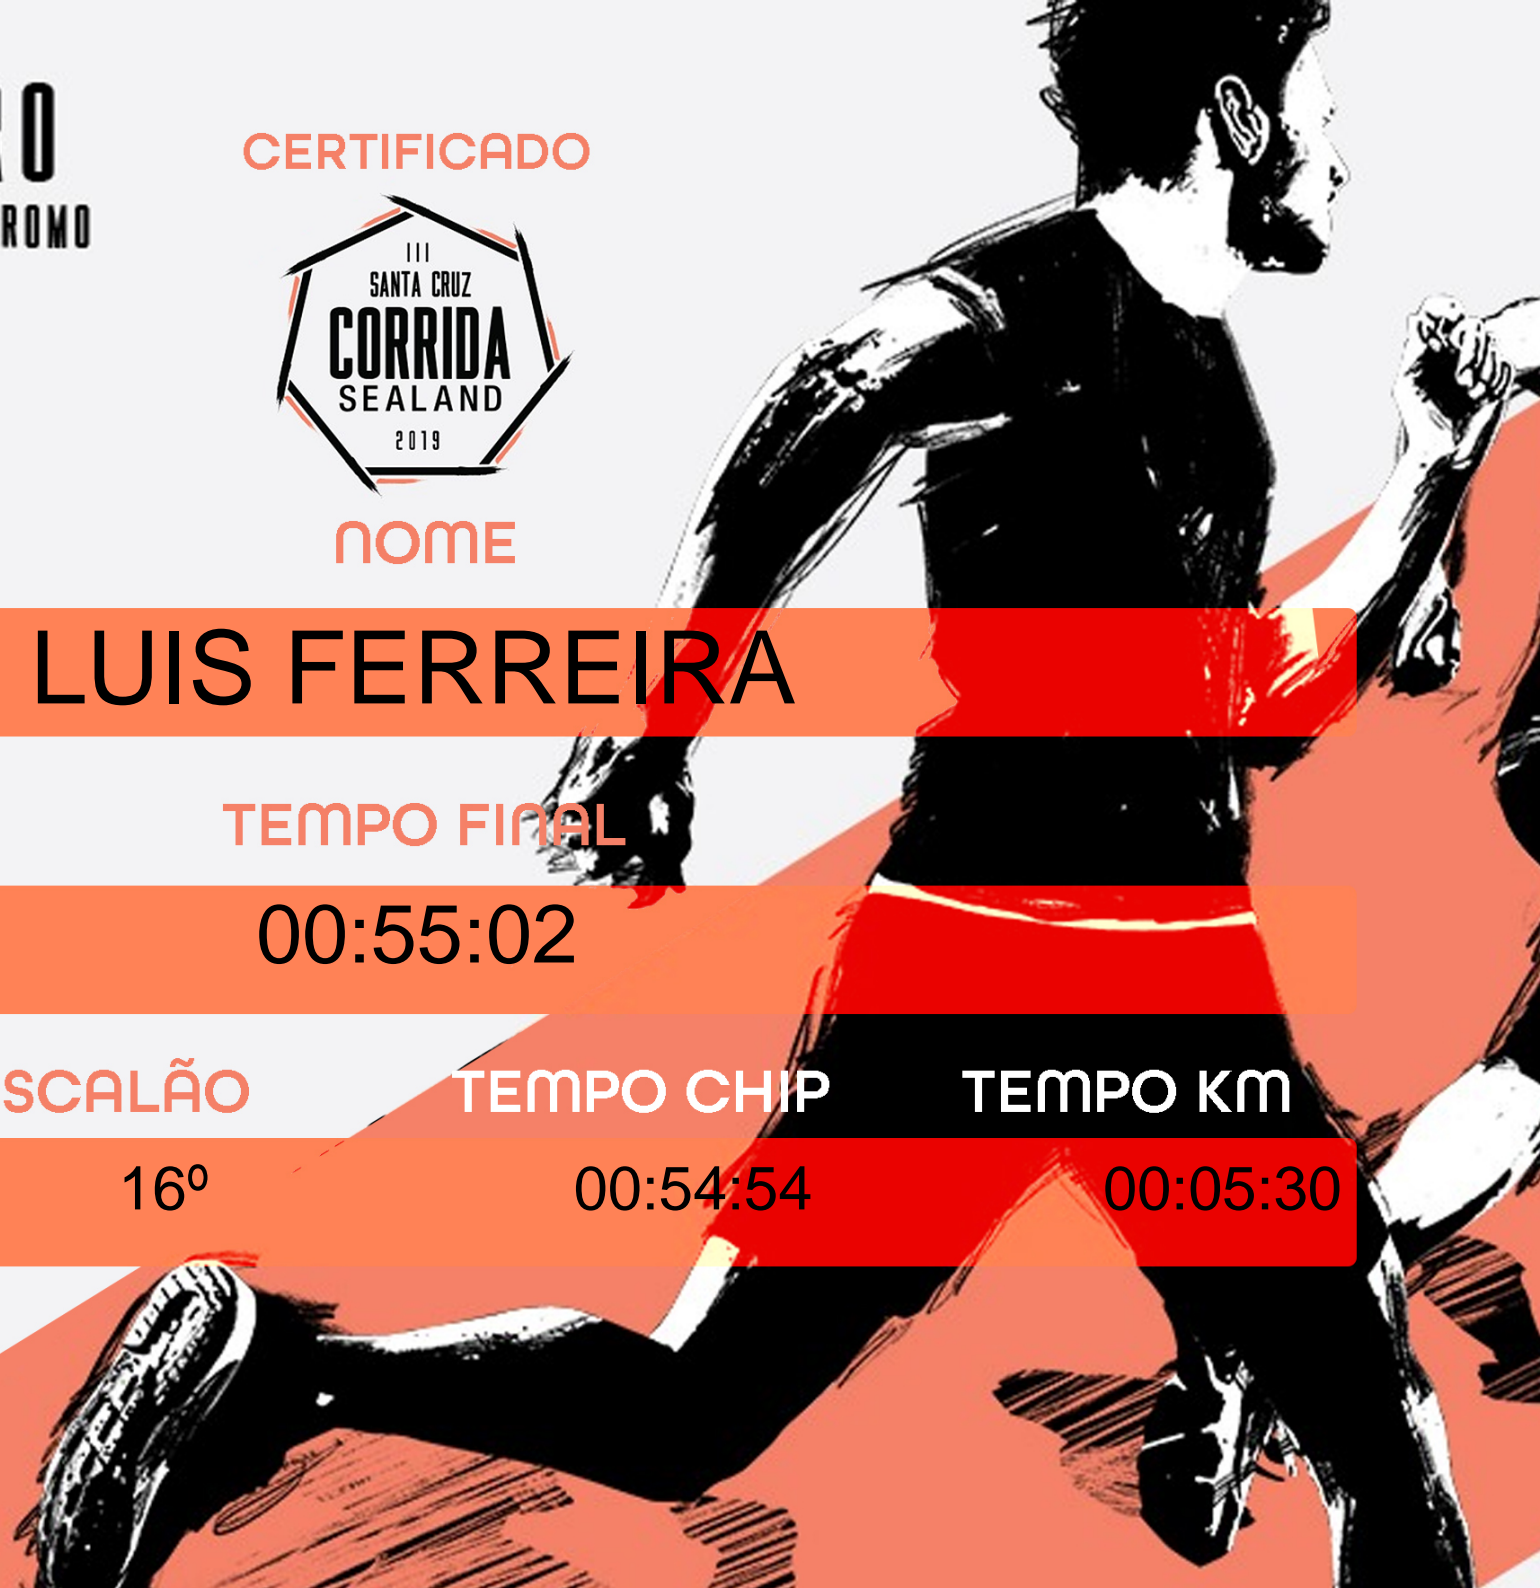 CERTIFICADO
III
SANTA CRUZ
CORRIDA
SEALAND
2019
NOME
LUIS FERREIRA
TEMPO FINAL
00:55:02
SCALÃO TEMPO CHIP TEMPO KM
16º 00:54:54 00:05:30